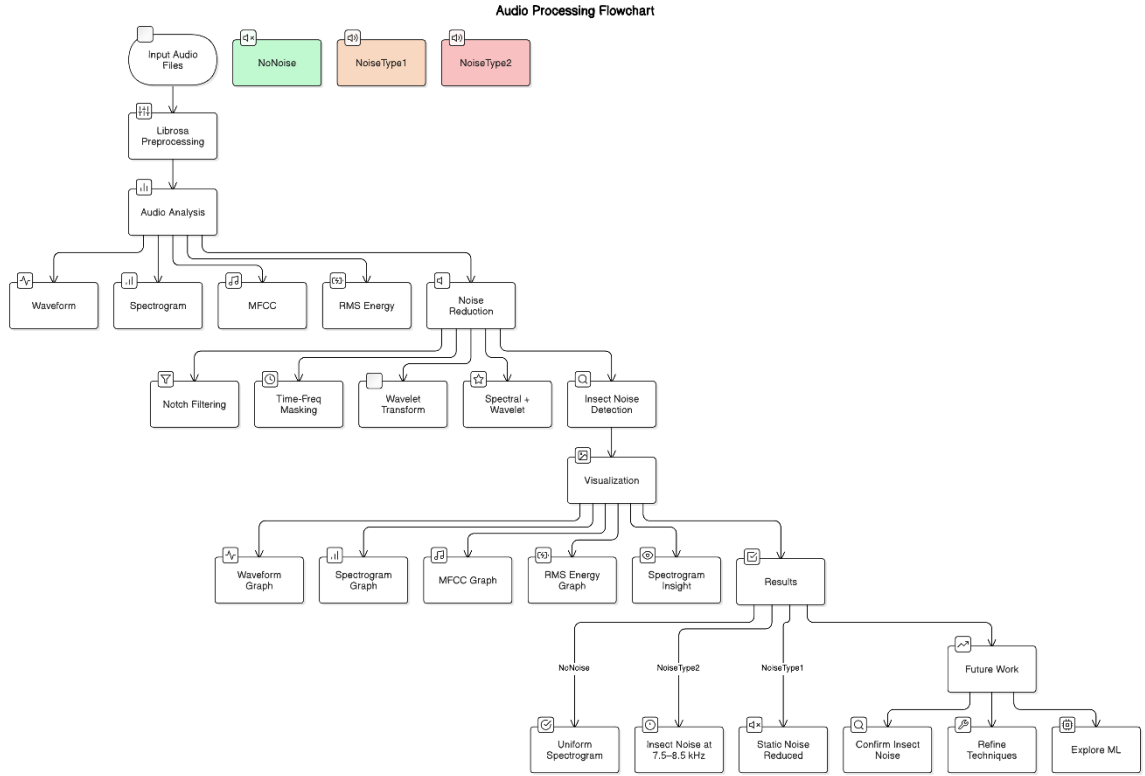 Audio Processing Flowchart
Input Audio
Files
NoNoise
NoiseType1
NoiseType2
Librosa
Preprocessing
Audio Analysis
Waveform
Spectrogram
MFCC
RMS Energy
Noise
Reduction
Notch Filtering
Time-Freq
Masking
Wavelet
Transform
Spectral +
Wavelet
Insect Noise
Detection
Visualization
Waveform
Graph
Spectrogram
Graph
MFCC Graph
RMS Energy
Graph
Spectrogram
Insight
Results
NoNoise
NoiseType2
NoiseType1
Future Work
Uniform
Spectrogram
Insect Noise at
7.5–8.5 kHz
Static Noise
Reduced
Confirm Insect
Noise
Refine
Techniques
Explore ML